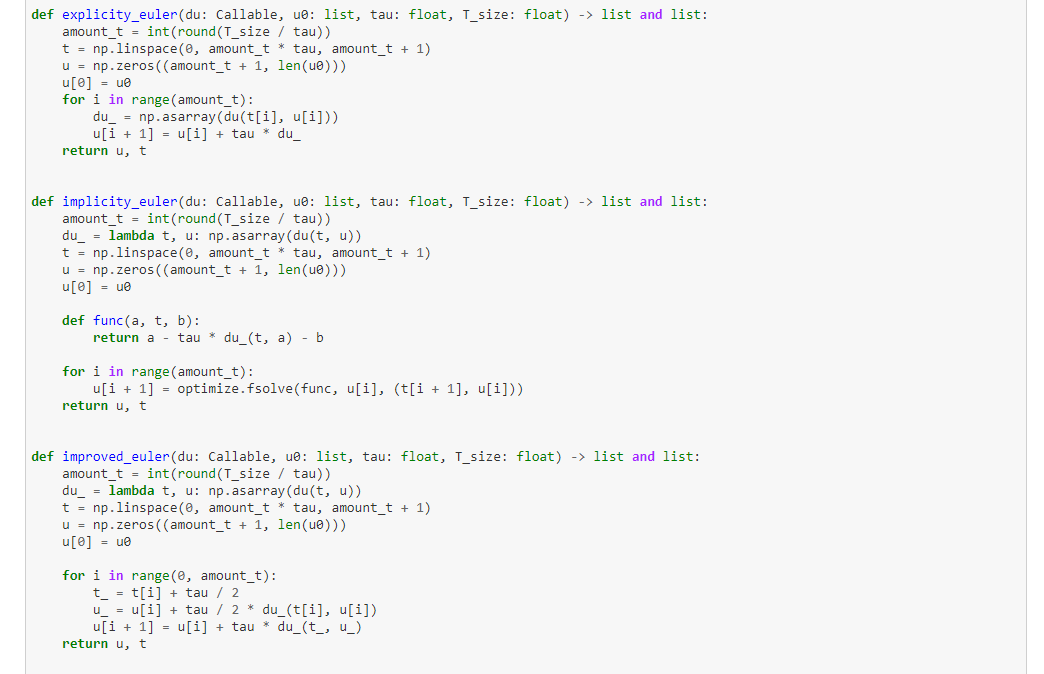 def explicity_euler(du: Callable, u0: list, tau: float, T_size: float) -> list and list:
    amount_t = int(round(T_size / tau))
    t = np.linspace(0, amount_t * tau, amount_t + 1)
    u = np.zeros((amount_t + 1, len(u0)))
    u[0] = u0
    for i in range(amount_t):
        du_ = np.asarray(du(t[i], u[i]))
        u[i + 1] = u[i] + tau * du_
    return u, t
def implicity_euler(du: Callable, u0: list, tau: float, T_size: float) -> list and list:
    amount_t = int(round(T_size / tau))
    du_ = lambda t, u: np.asarray(du(t, u))
    t = np.linspace(0, amount_t * tau, amount_t + 1)
    u = np.zeros((amount_t + 1, len(u0)))
    u[0] = u0
    def func(a, t, b):
        return a - tau * du_(t, a) - b
    for i in range(amount_t):
        u[i + 1] = optimize.fsolve(func, u[i], (t[i + 1], u[i]))
    return u, t
def improved_euler(du: Callable, u0: list, tau: float, T_size: float) -> list and list:
    amount_t = int(round(T_size / tau))
    du_ = lambda t, u: np.asarray(du(t, u))
    t = np.linspace(0, amount_t * tau, amount_t + 1)
    u = np.zeros((amount_t + 1, len(u0)))
    u[0] = u0
    for i in range(0, amount_t):
        t_ = t[i] + tau / 2
        u_ = u[i] + tau / 2 * du_(t[i], u[i])
        u[i + 1] = u[i] + tau * du_(t_, u_)
    return u, t